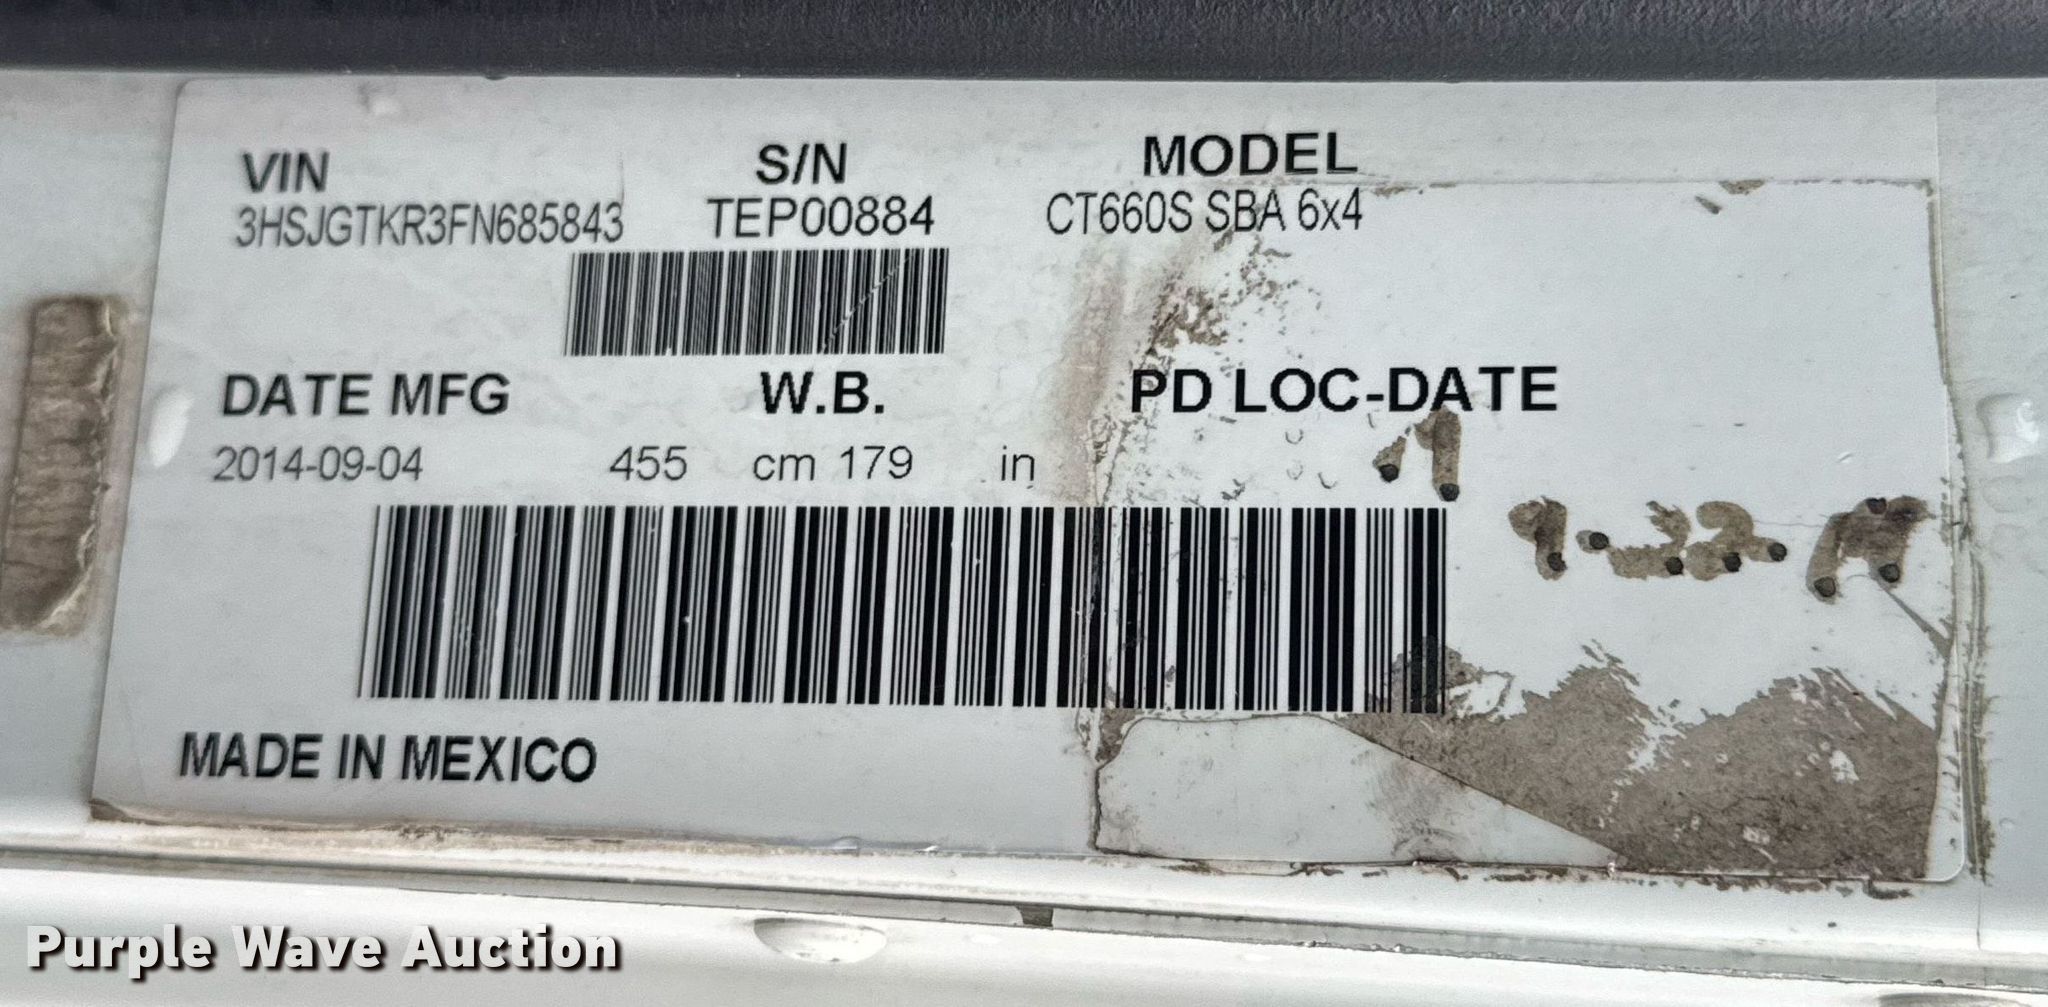 VIN S/N MODEL
3HSJGTKR3FN685843 TEP00884 CT660S SBA 6x4
DATE MFG W.B. PD LOC-DATE
2014-09-04 455 cm 179 in
MADE IN MEXICO
Purple Wave Auction